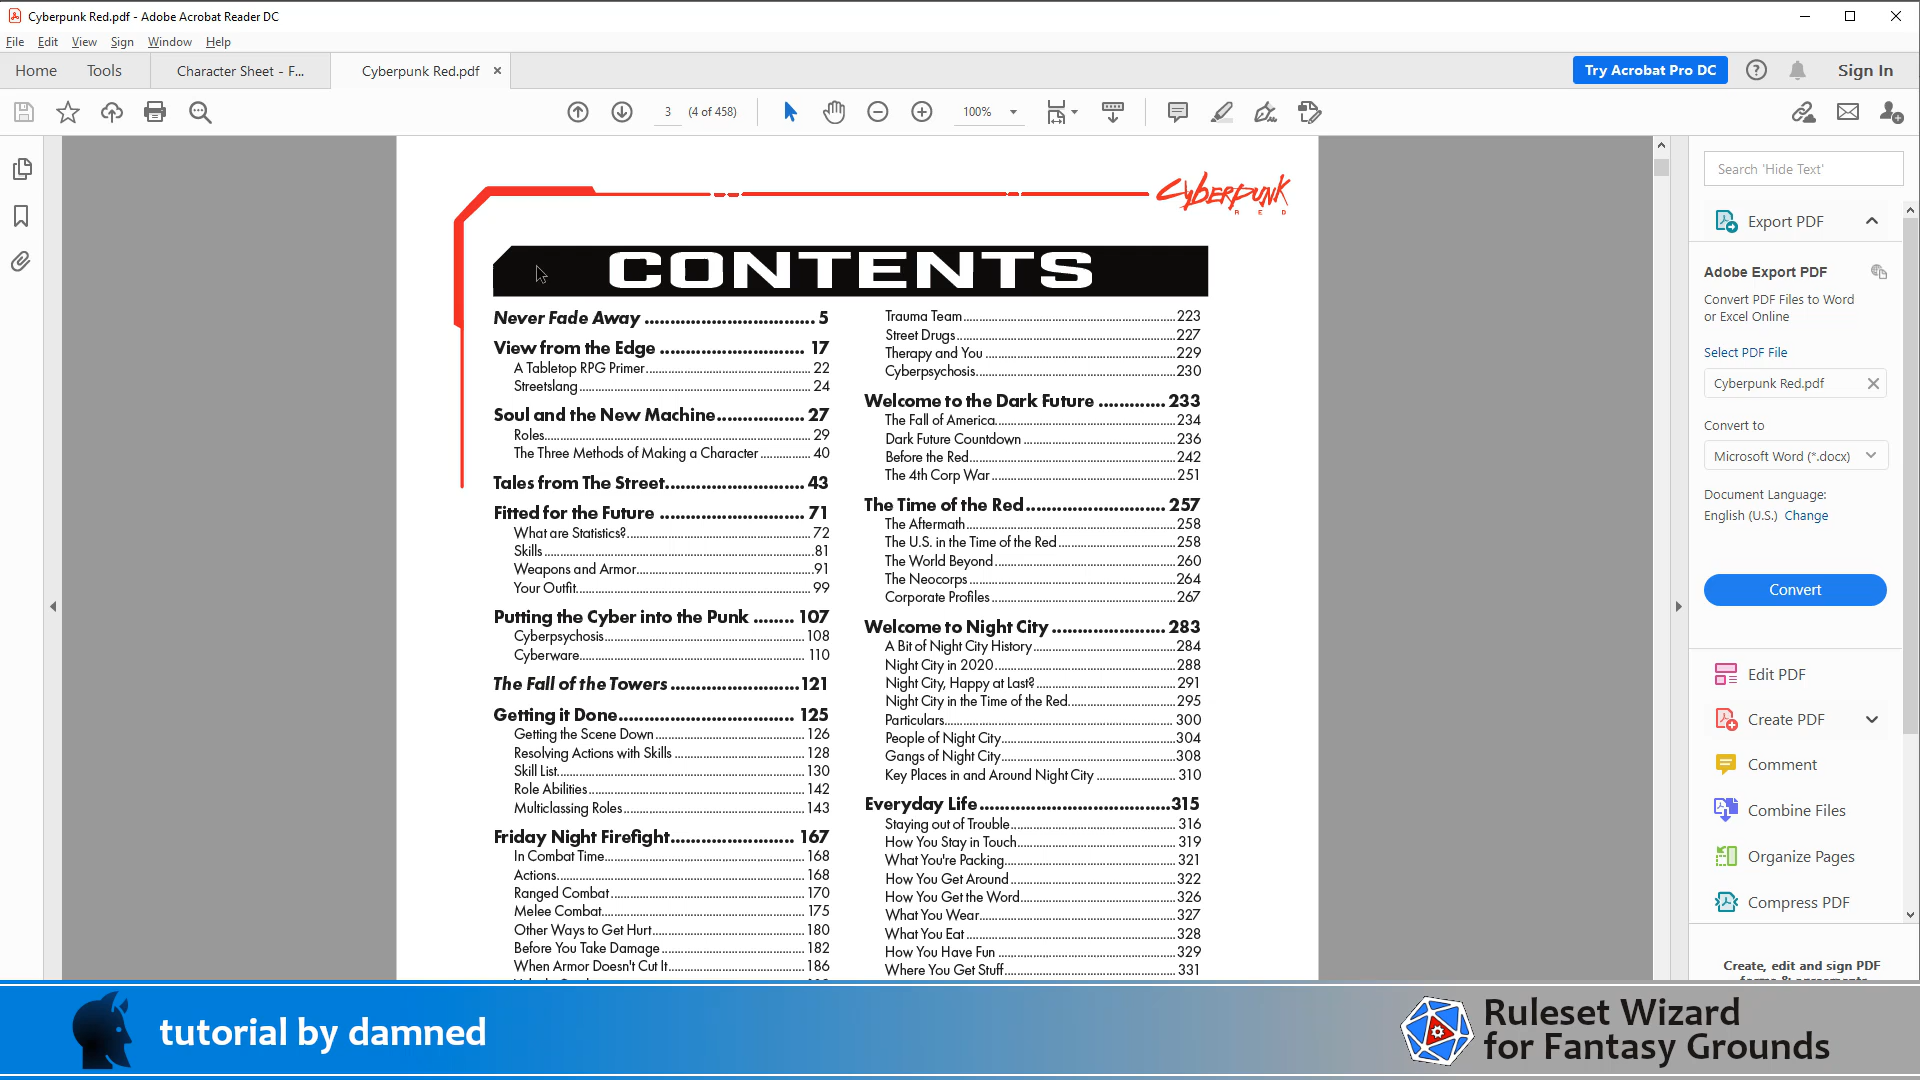 Cyberpunk Red.pdf - Adobe Acrobat Reader DC
File Edit View Sign Window Help
Home Tools Character Sheet - F... Cyberpunk Red.pdf Try Acrobat Pro DC Sign In
3 (4 of 458) 100%
Cyberpunk
RED
CONTENTS
Never Fade Away ................................ 5
View from the Edge ........................... 17
A Tabletop RPG Primer................ 22
Streetslang................ 24
Soul and the New Machine................. 27
Roles................ 29
The Three Methods of Making a Character ............... 40
Tales from The Street.......................... 43
Fitted for the Future ........................... 71
What are Statistics?................ 72
Skills ................81
Weapons and Armor................91
Your Outfit................ 99
Putting the Cyber into the Punk ........ 107
Cyberpsychosis................ 108
Cyberware................ 110
The Fall of the Towers .........................121
Getting it Done................................. 125
Getting the Scene Down ................ 126
Resolving Actions with Skills ................ 128
Skill List................ 130
Role Abilities................ 142
Multiclassing Roles................ 143
Friday Night Firefight........................ 167
In Combat Time................ 168
Actions................ 168
Ranged Combat................ 170
Melee Combat................ 175
Other Ways to Get Hurt................ 180
Before You Take Damage ................ 182
When Armor Doesn't Cut It................ 186
Trauma Team................223
Street Drugs................227
Therapy and You ................229
Cyberpsychosis................230
Welcome to the Dark Future ............. 233
The Fall of America................234
Dark Future Countdown ................236
Before the Red................242
The 4th Corp War ................251
The Time of the Red........................... 257
The Aftermath................258
The U.S. in the Time of the Red................258
The World Beyond ................260
The Neocorps ................264
Corporate Profiles ................267
Welcome to Night City ...................... 283
A Bit of Night City History................284
Night City in 2020................288
Night City, Happy at Last? ................291
Night City in the Time of the Red................295
Particulars................ 300
People of Night City................304
Gangs of Night City................308
Key Places in and Around Night City ................ 310
Everyday Life.....................................315
Staying out of Trouble................ 316
How You Stay in Touch................ 319
What You're Packing................ 321
How You Get Around ................ 322
How You Get the Word................ 326
What You Wear................ 327
What You Eat ................ 328
How You Have Fun ................ 329
Where You Get Stuff................ 331
Search 'Hide Text'
Export PDF
Adobe Export PDF
Convert PDF Files to Word
or Excel Online
Select PDF File
Cyberpunk Red.pdf
Convert to
Microsoft Word (*.docx)
Document Language:
English (U.S.) Change
Convert
Edit PDF
Create PDF
Comment
Combine Files
Organize Pages
Compress PDF
Create, edit and sign PDF
tutorial by damned
Ruleset Wizard
for Fantasy Grounds